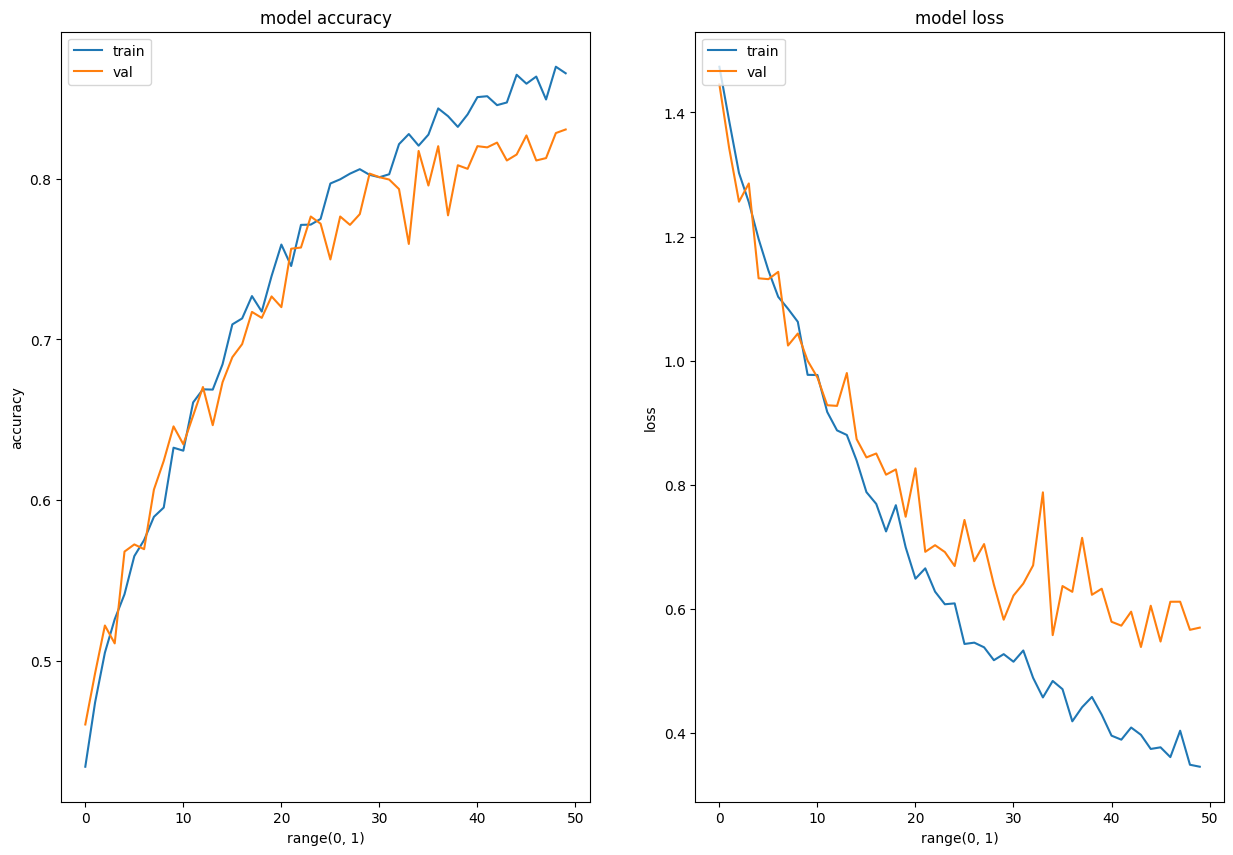 model accuracy
train
val
0.8
0.7
0.6
0.5
accuracy
0 10 20 30 40 50
range(0, 1)
model loss
train
val
1.4
1.2
1.0
0.8
0.6
0.4
loss
0 10 20 30 40 50
range(0, 1)